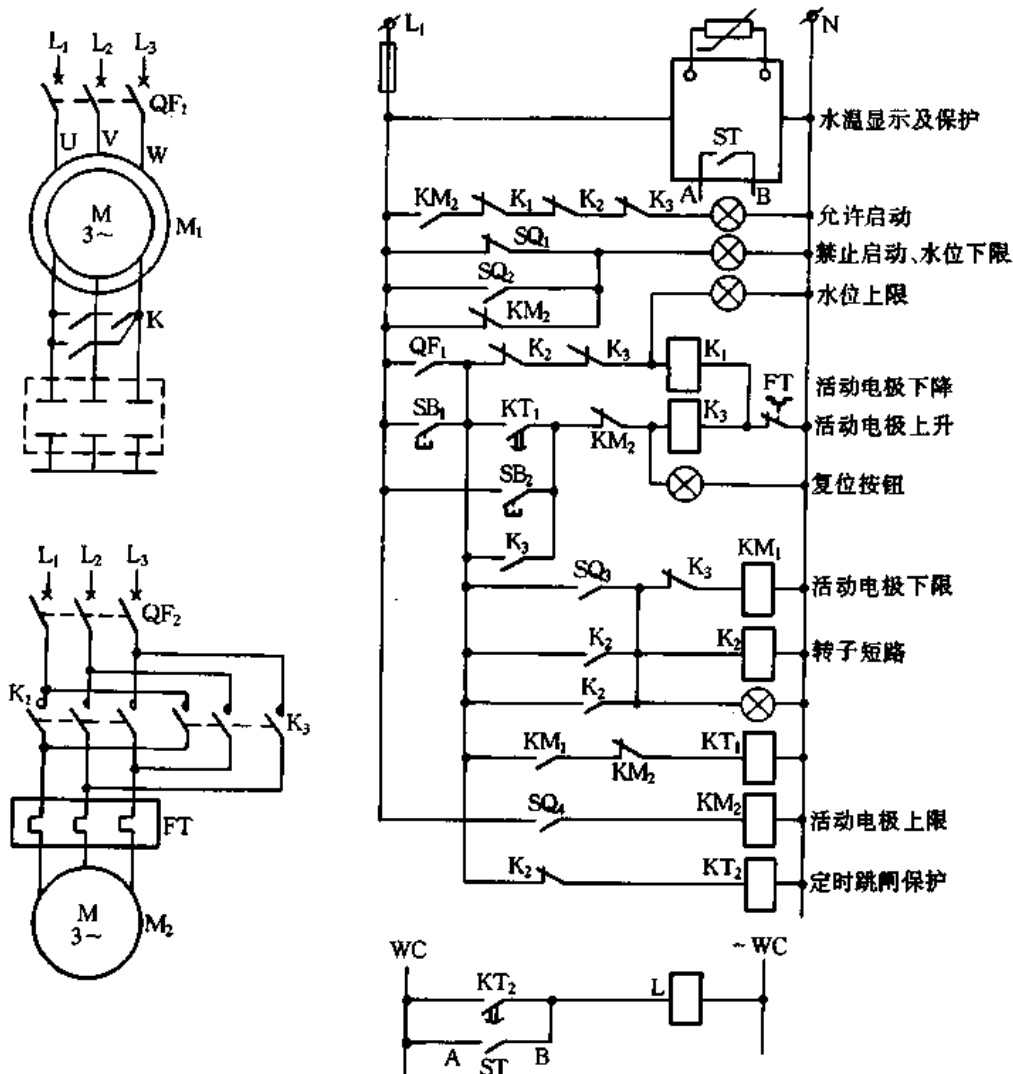 L₁ L₂ L₃
QF₁
U V W
M
3~
M₁
K
L₁ L₂ L₃
QF₂
K₂
K₃
FT
M
3~
M₂
L₁
N
水温显示及保护
ST
A B
KM₂ K₁ K₂ K₃ 允许启动
SQ₁ 禁止启动、水位下限
SQ₂ 水位上限
KM₂
QF₁ K₂ K₃ K₁ FT 活动电极下降
SB₁ KT₁ KM₂ K₃ 活动电极上升
SB₂ 复位按钮
K₃
SQ₃ K₃ KM₁ 活动电极下限
K₂ K₂ 转子短路
K₂
KM₁ KM₂ KT₁
SQ₄ KM₂ 活动电极上限
K₂ KT₂ 定时跳闸保护
WC ~WC
KT₂ L
A ST B